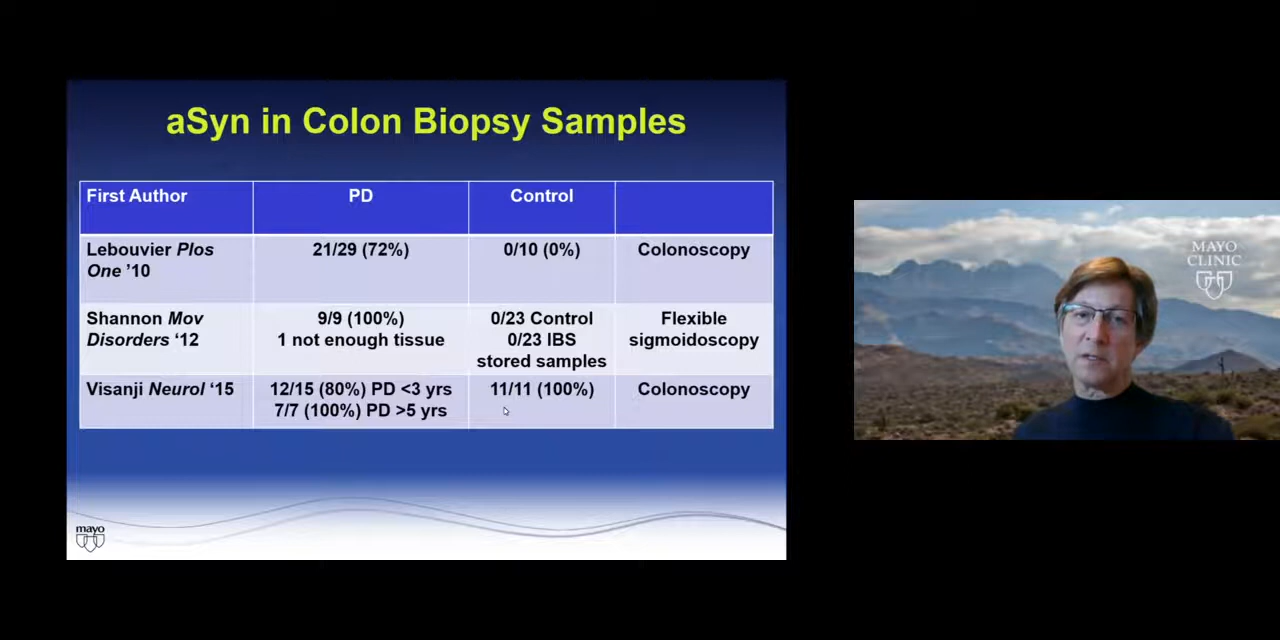 aSyn in Colon Biopsy Samples
First Author PD Control
Lebouvier Plos One ’10 21/29 (72%) 0/10 (0%) Colonoscopy
Shannon Mov Disorders ‘12 9/9 (100%) 1 not enough tissue 0/23 Control 0/23 IBS stored samples Flexible sigmoidoscopy
Visanji Neurol ‘15 12/15 (80%) PD <3 yrs 7/7 (100%) PD >5 yrs 11/11 (100%) Colonoscopy
mayo
MAYO
CLINIC